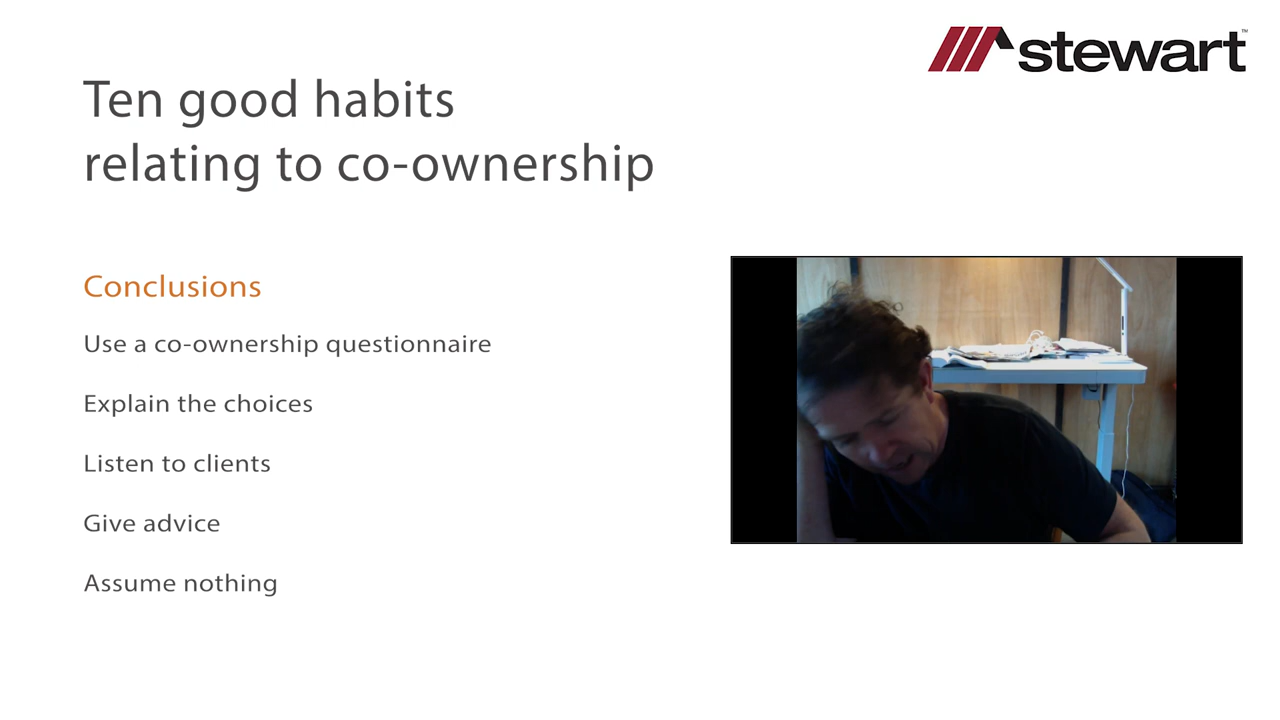 stewart™
Ten good habits
relating to co-ownership
Conclusions
Use a co-ownership questionnaire
Explain the choices
Listen to clients
Give advice
Assume nothing